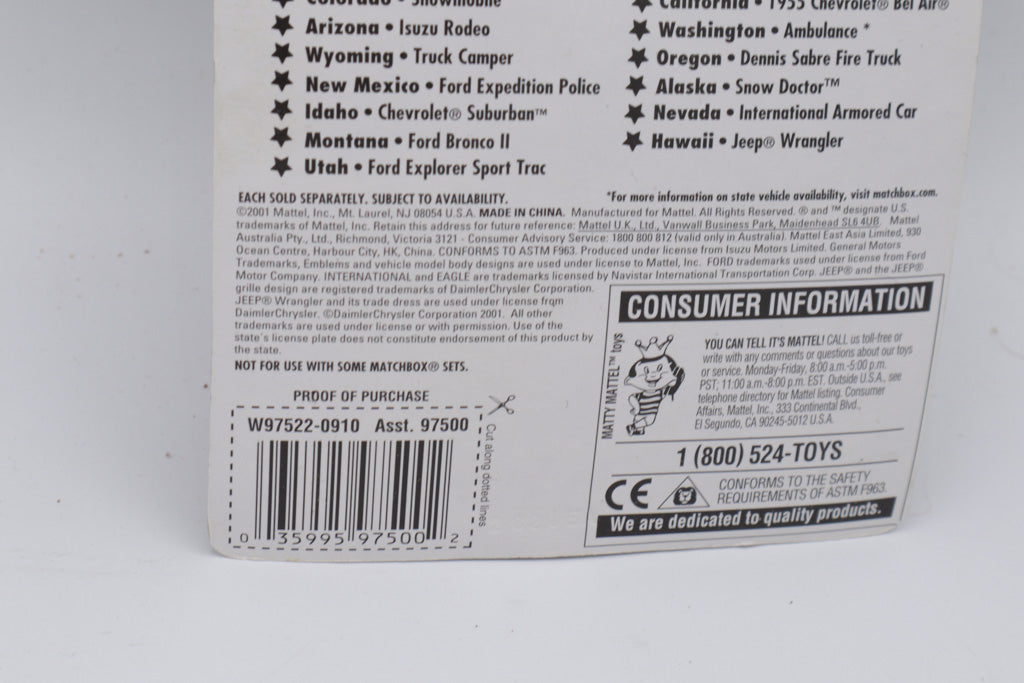 Colorado • Snowmobile
★ Arizona • Isuzu Rodeo
★ Wyoming • Truck Camper
★ New Mexico • Ford Expedition Police
★ Idaho • Chevrolet® Suburban™
★ Montana • Ford Bronco II
★ Utah • Ford Explorer Sport Trac
★ California • 1955 Chevrolet® Bel Air®
★ Washington • Ambulance *
★ Oregon • Dennis Sabre Fire Truck
★ Alaska • Snow Doctor™
★ Nevada • International Armored Car
★ Hawaii • Jeep® Wrangler
EACH SOLD SEPARATELY. SUBJECT TO AVAILABILITY.
*For more information on state vehicle availability, visit matchbox.com.
©2001 Mattel, Inc., Mt. Laurel, NJ 08054 U.S.A. MADE IN CHINA. Manufactured for Mattel. All Rights Reserved. ® and ™ designate U.S.
trademarks of Mattel, Inc. Retain this address for future reference: Mattel U.K., Ltd., Vanwall Business Park, Maidenhead SL6 4UB. Mattel
Australia Pty., Ltd., Richmond, Victoria 3121 - Consumer Advisory Service: 1800 800 812 (valid only in Australia). Mattel East Asia Limited, 930
Ocean Centre, Harbour City, HK, China. CONFORMS TO ASTM F963. Produced under license from Isuzu Motors Limited. General Motors
Trademarks, Emblems and vehicle model body designs are used under license to Mattel, Inc. FORD trademarks used under license from Ford
Motor Company. INTERNATIONAL and EAGLE are trademarks licensed by Navistar International Transportation Corp. JEEP® and the JEEP®
grille design are registered trademarks of DaimlerChrysler Corporation.
JEEP® Wrangler and its trade dress are used under license from
DaimlerChrysler. ©DaimlerChrysler Corporation 2001. All other
trademarks are used under license or with permission. Use of the
state's license plate does not constitute endorsement of this product by
the state.
NOT FOR USE WITH SOME MATCHBOX® SETS.
PROOF OF PURCHASE
W97522-0910 Asst. 97500
0 35995 97500 2
Cut along dotted lines
CONSUMER INFORMATION
MATTY MATTEL™ toys
YOU CAN TELL IT'S MATTEL! CALL us toll-free or
write with any comments or questions about our toys
or service. Monday-Friday, 8:00 a.m.-5:00 p.m.
PST; 11:00 a.m.-8:00 p.m. EST. Outside U.S.A., see
telephone directory for Mattel listing. Consumer
Affairs, Mattel, Inc., 333 Continental Blvd.,
El Segundo, CA 90245-5012 U.S.A.
1 (800) 524-TOYS
CE
CONFORMS TO THE SAFETY
REQUIREMENTS OF ASTM F963.
We are dedicated to quality products.